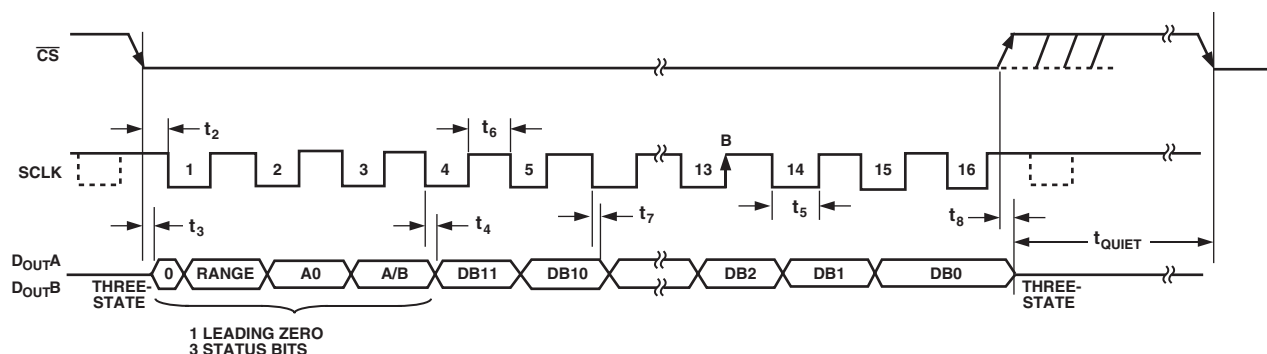 CS
t2
t6
B
SCLK
1 2 3 4 5 13 14 15 16
t3
t4
t7
t5
t8
tQUIET
DOUTA
DOUTB
0 RANGE A0 A/B DB11 DB10 DB2 DB1 DB0
THREE-
STATE
THREE-
STATE
1 LEADING ZERO
3 STATUS BITS